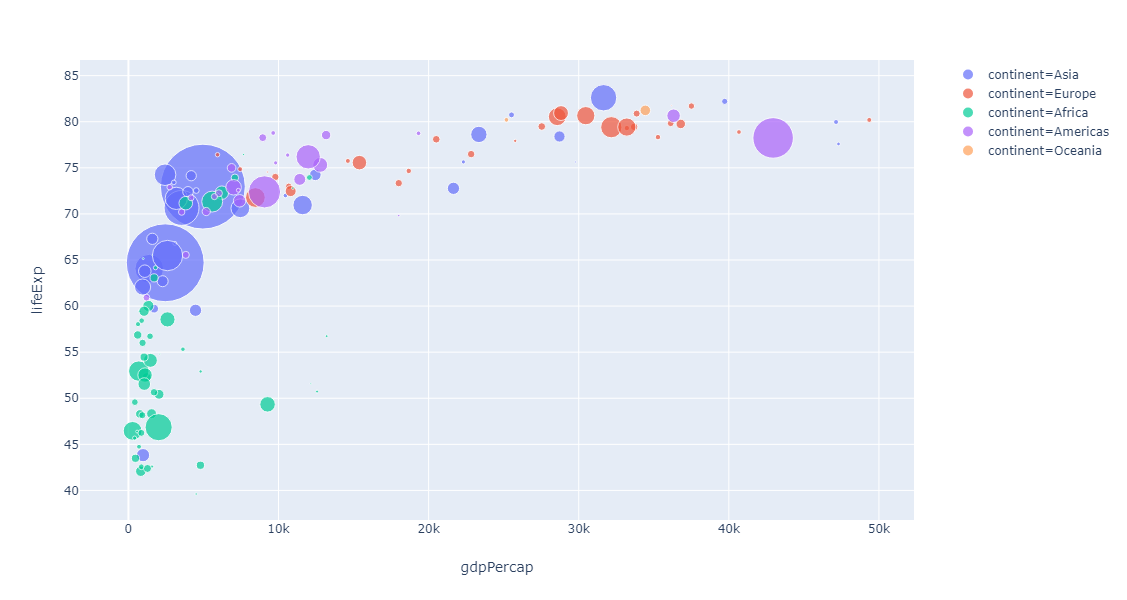 85
80
75
70
65
60
55
50
45
40
lifeExp
0 10k 20k 30k 40k 50k
gdpPercap
continent=Asia
continent=Europe
continent=Africa
continent=Americas
continent=Oceania